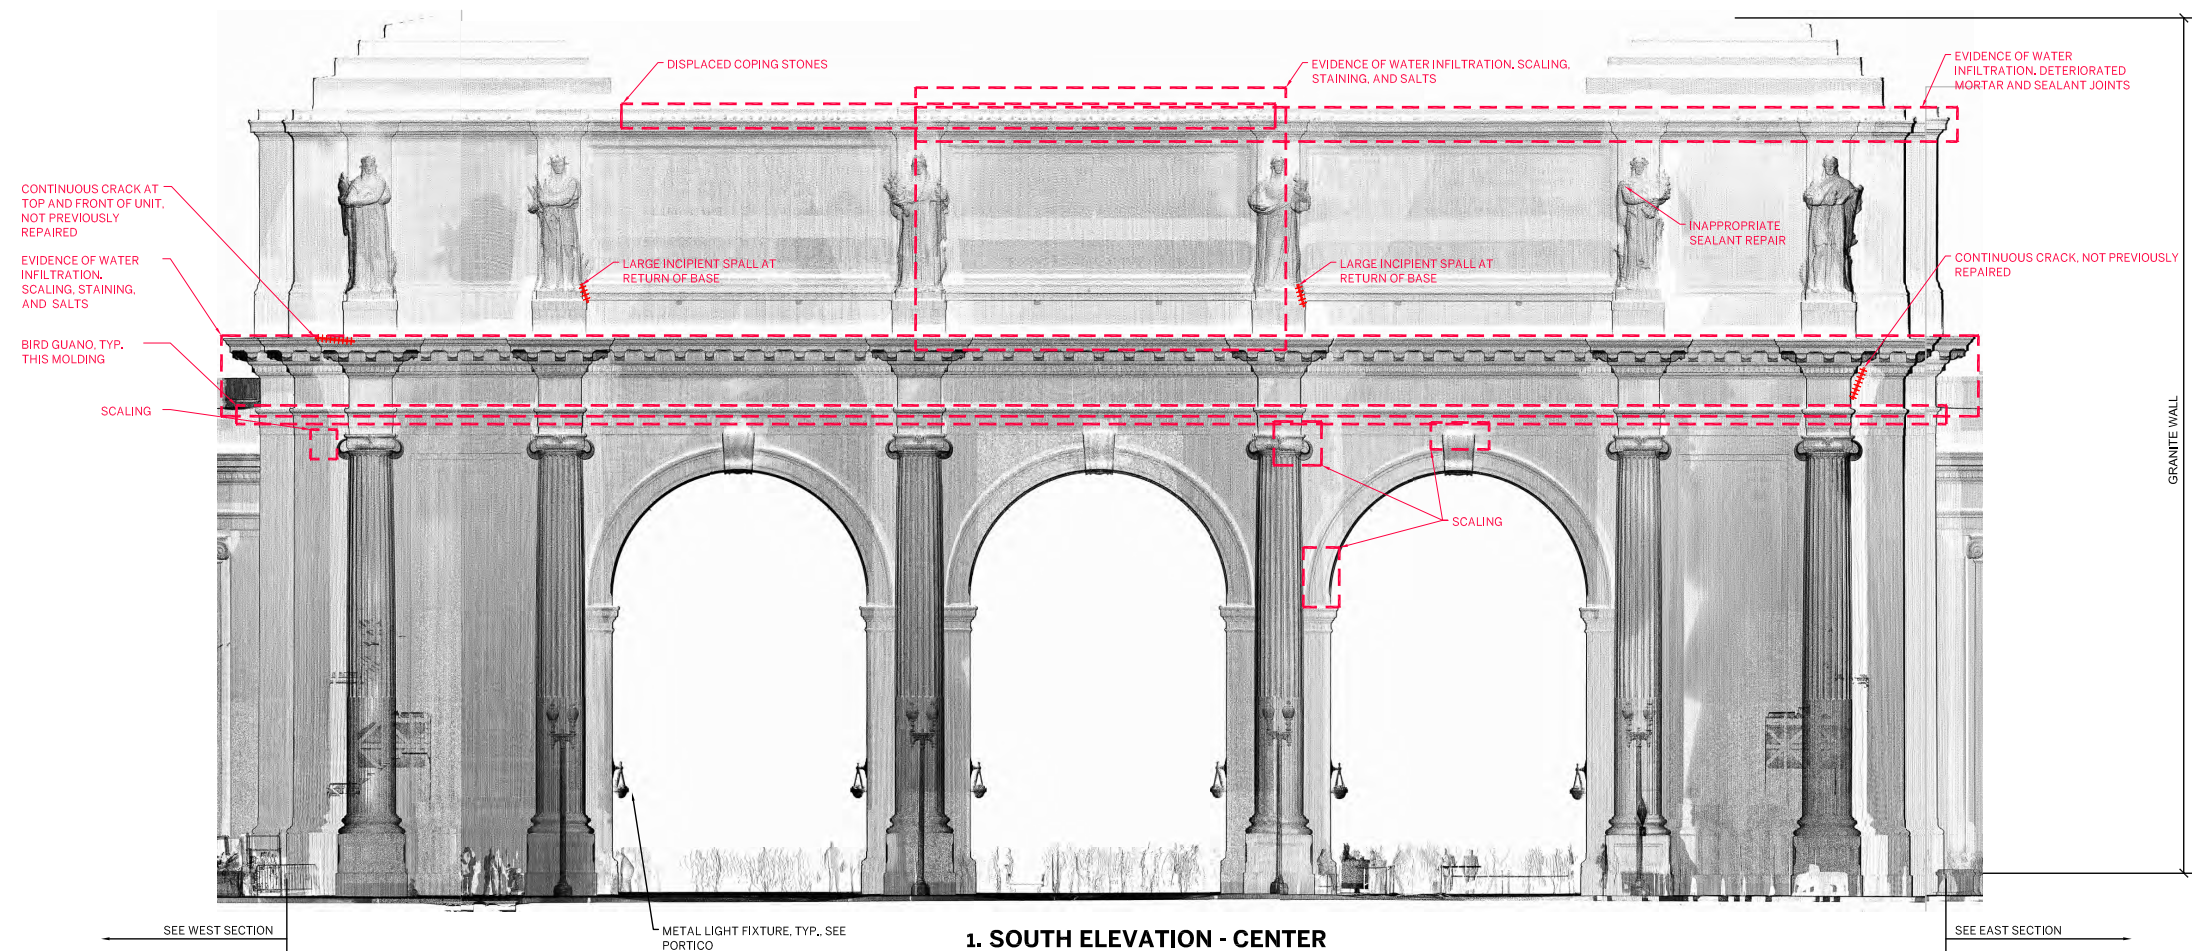 DISPLACED COPING STONES
EVIDENCE OF WATER INFILTRATION, SCALING,
STAINING, AND SALTS
EVIDENCE OF WATER
INFILTRATION, DETERIORATED
MORTAR AND SEALANT JOINTS
CONTINUOUS CRACK AT
TOP AND FRONT OF UNIT,
NOT PREVIOUSLY
REPAIRED
EVIDENCE OF WATER
INFILTRATION,
SCALING, STAINING,
AND SALTS
BIRD GUANO, TYP.
THIS MOLDING
SCALING
LARGE INCIPIENT SPALL AT
RETURN OF BASE
LARGE INCIPIENT SPALL AT
RETURN OF BASE
INAPPROPRIATE
SEALANT REPAIR
CONTINUOUS CRACK, NOT PREVIOUSLY
REPAIRED
GRANITE WALL
SCALING
SEE WEST SECTION
METAL LIGHT FIXTURE, TYP., SEE
PORTICO
1. SOUTH ELEVATION - CENTER
SEE EAST SECTION